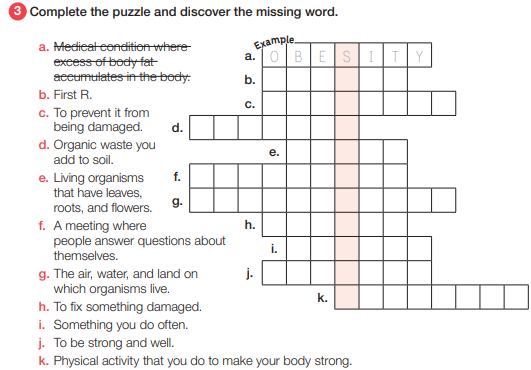 3 Complete the puzzle and discover the missing word.
a. Medical condition where
excess of body fat
accumulates in the body.
b. First R.
c. To prevent it from
being damaged.
d. Organic waste you
add to soil.
e. Living organisms
that have leaves,
roots, and flowers.
f. A meeting where
people answer questions about
themselves.
g. The air, water, and land on
which organisms live.
h. To fix something damaged.
i. Something you do often.
j. To be strong and well.
k. Physical activity that you do to make your body strong.
Example
a. O B E S I T Y
b.
c.
d.
e.
f.
g.
h.
i.
j.
k.